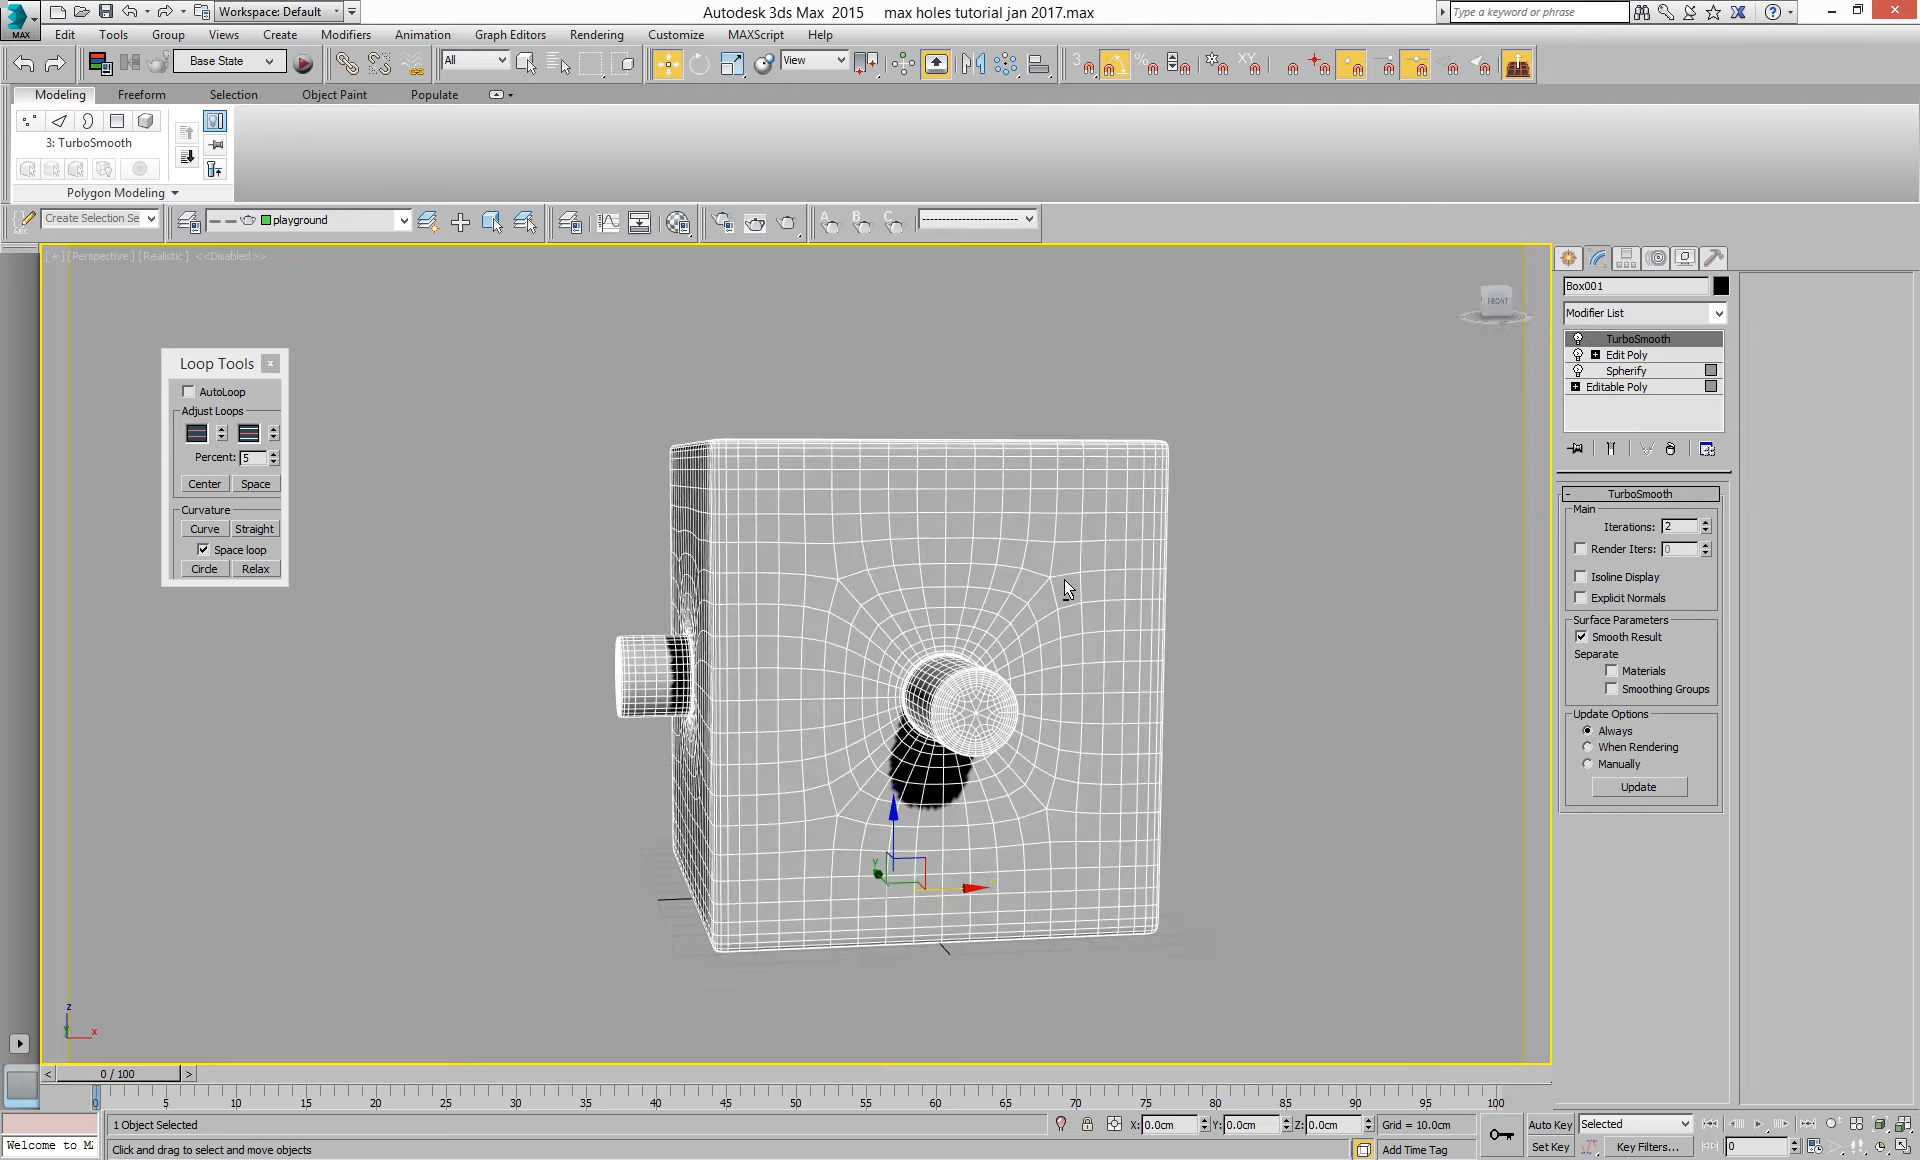 MAX
Workspace: Default
Autodesk 3ds Max 2015 max holes tutorial jan 2017.max
Type a keyword or phrase
Edit Tools Group Views Create Modifiers Animation Graph Editors Rendering Customize MAXScript Help
Base State
All
View
3
Modeling Freeform Selection Object Paint Populate
3: TurboSmooth
Polygon Modeling
ABC
Create Selection Se
playground
A B C
[+] [Perspective] [Realistic] <<Disabled>>
FRONT
Loop Tools x
AutoLoop
Adjust Loops
Percent: 5
Center Space
Curvature
Curve Straight
Space loop
Circle Relax
y
z
y x
Box001
Modifier List
TurboSmooth
Edit Poly
Spherify
Editable Poly
- TurboSmooth
Main
Iterations: 2
Render Iters: 0
Isoline Display
Explicit Normals
Surface Parameters
Smooth Result
Separate
Materials
Smoothing Groups
Update Options
Always
When Rendering
Manually
Update
< 0 / 100 >
0 5 10 15 20 25 30 35 40 45 50 55 60 65 70 75 80 85 90 95 100
1 Object Selected
X: 0.0cm Y: 0.0cm Z: 0.0cm
Grid = 10.0cm
Auto Key Selected
Welcome to M
Click and drag to select and move objects
Add Time Tag
Set Key Key Filters... 0